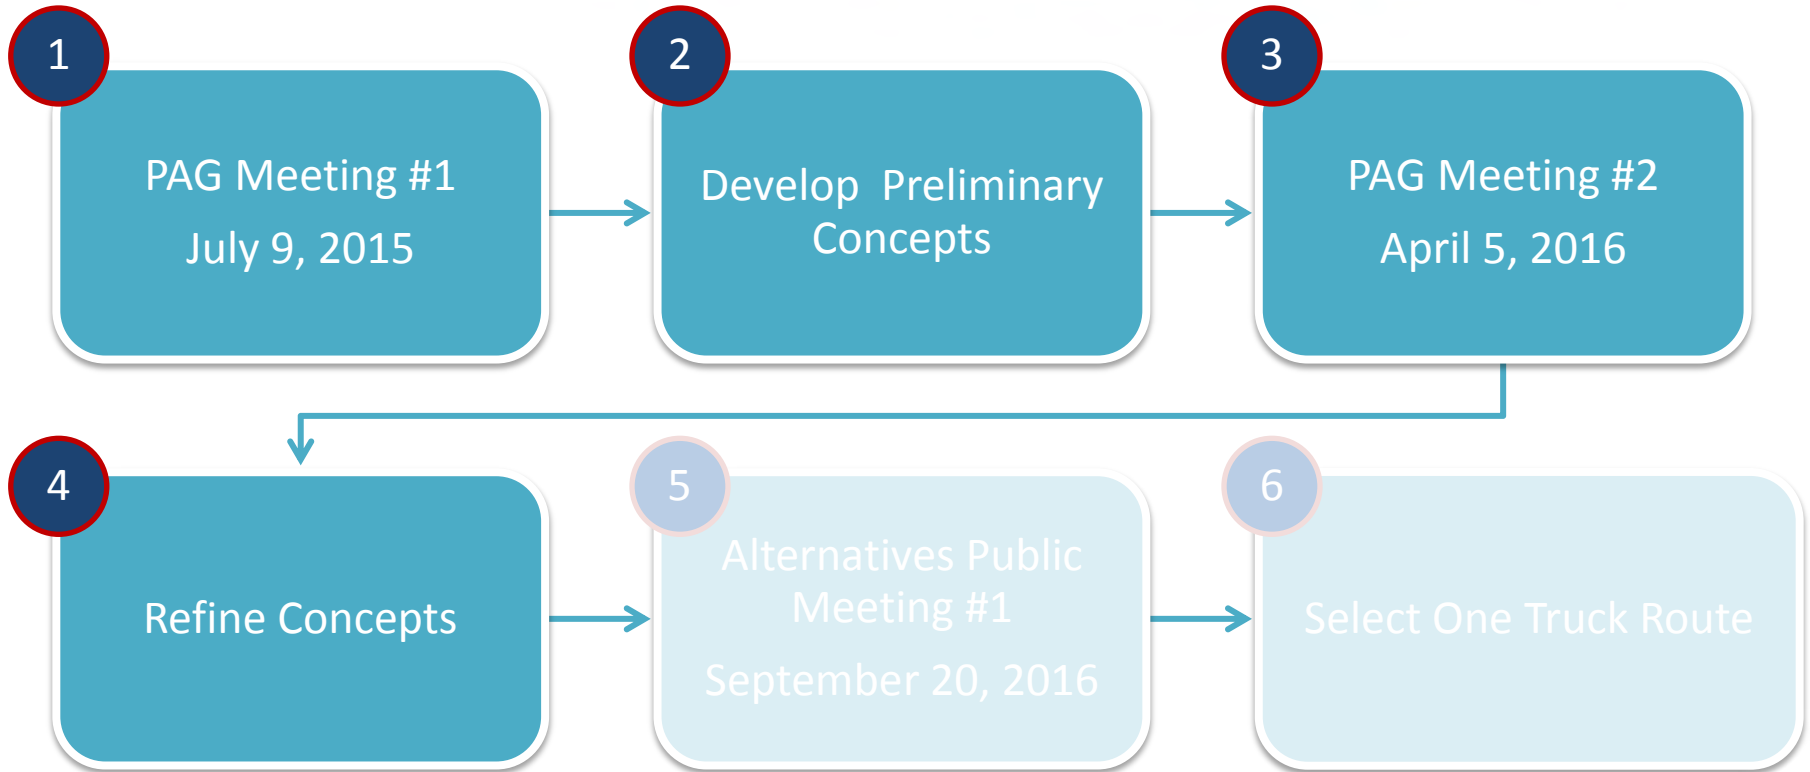 1
PAG Meeting #1
July 9, 2015
2
Develop  Preliminary
Concepts
3
PAG Meeting #2
April 5, 2016
4
Refine Concepts
5
Alternatives Public
Meeting #1
September 20, 2016
6
Select One Truck Route